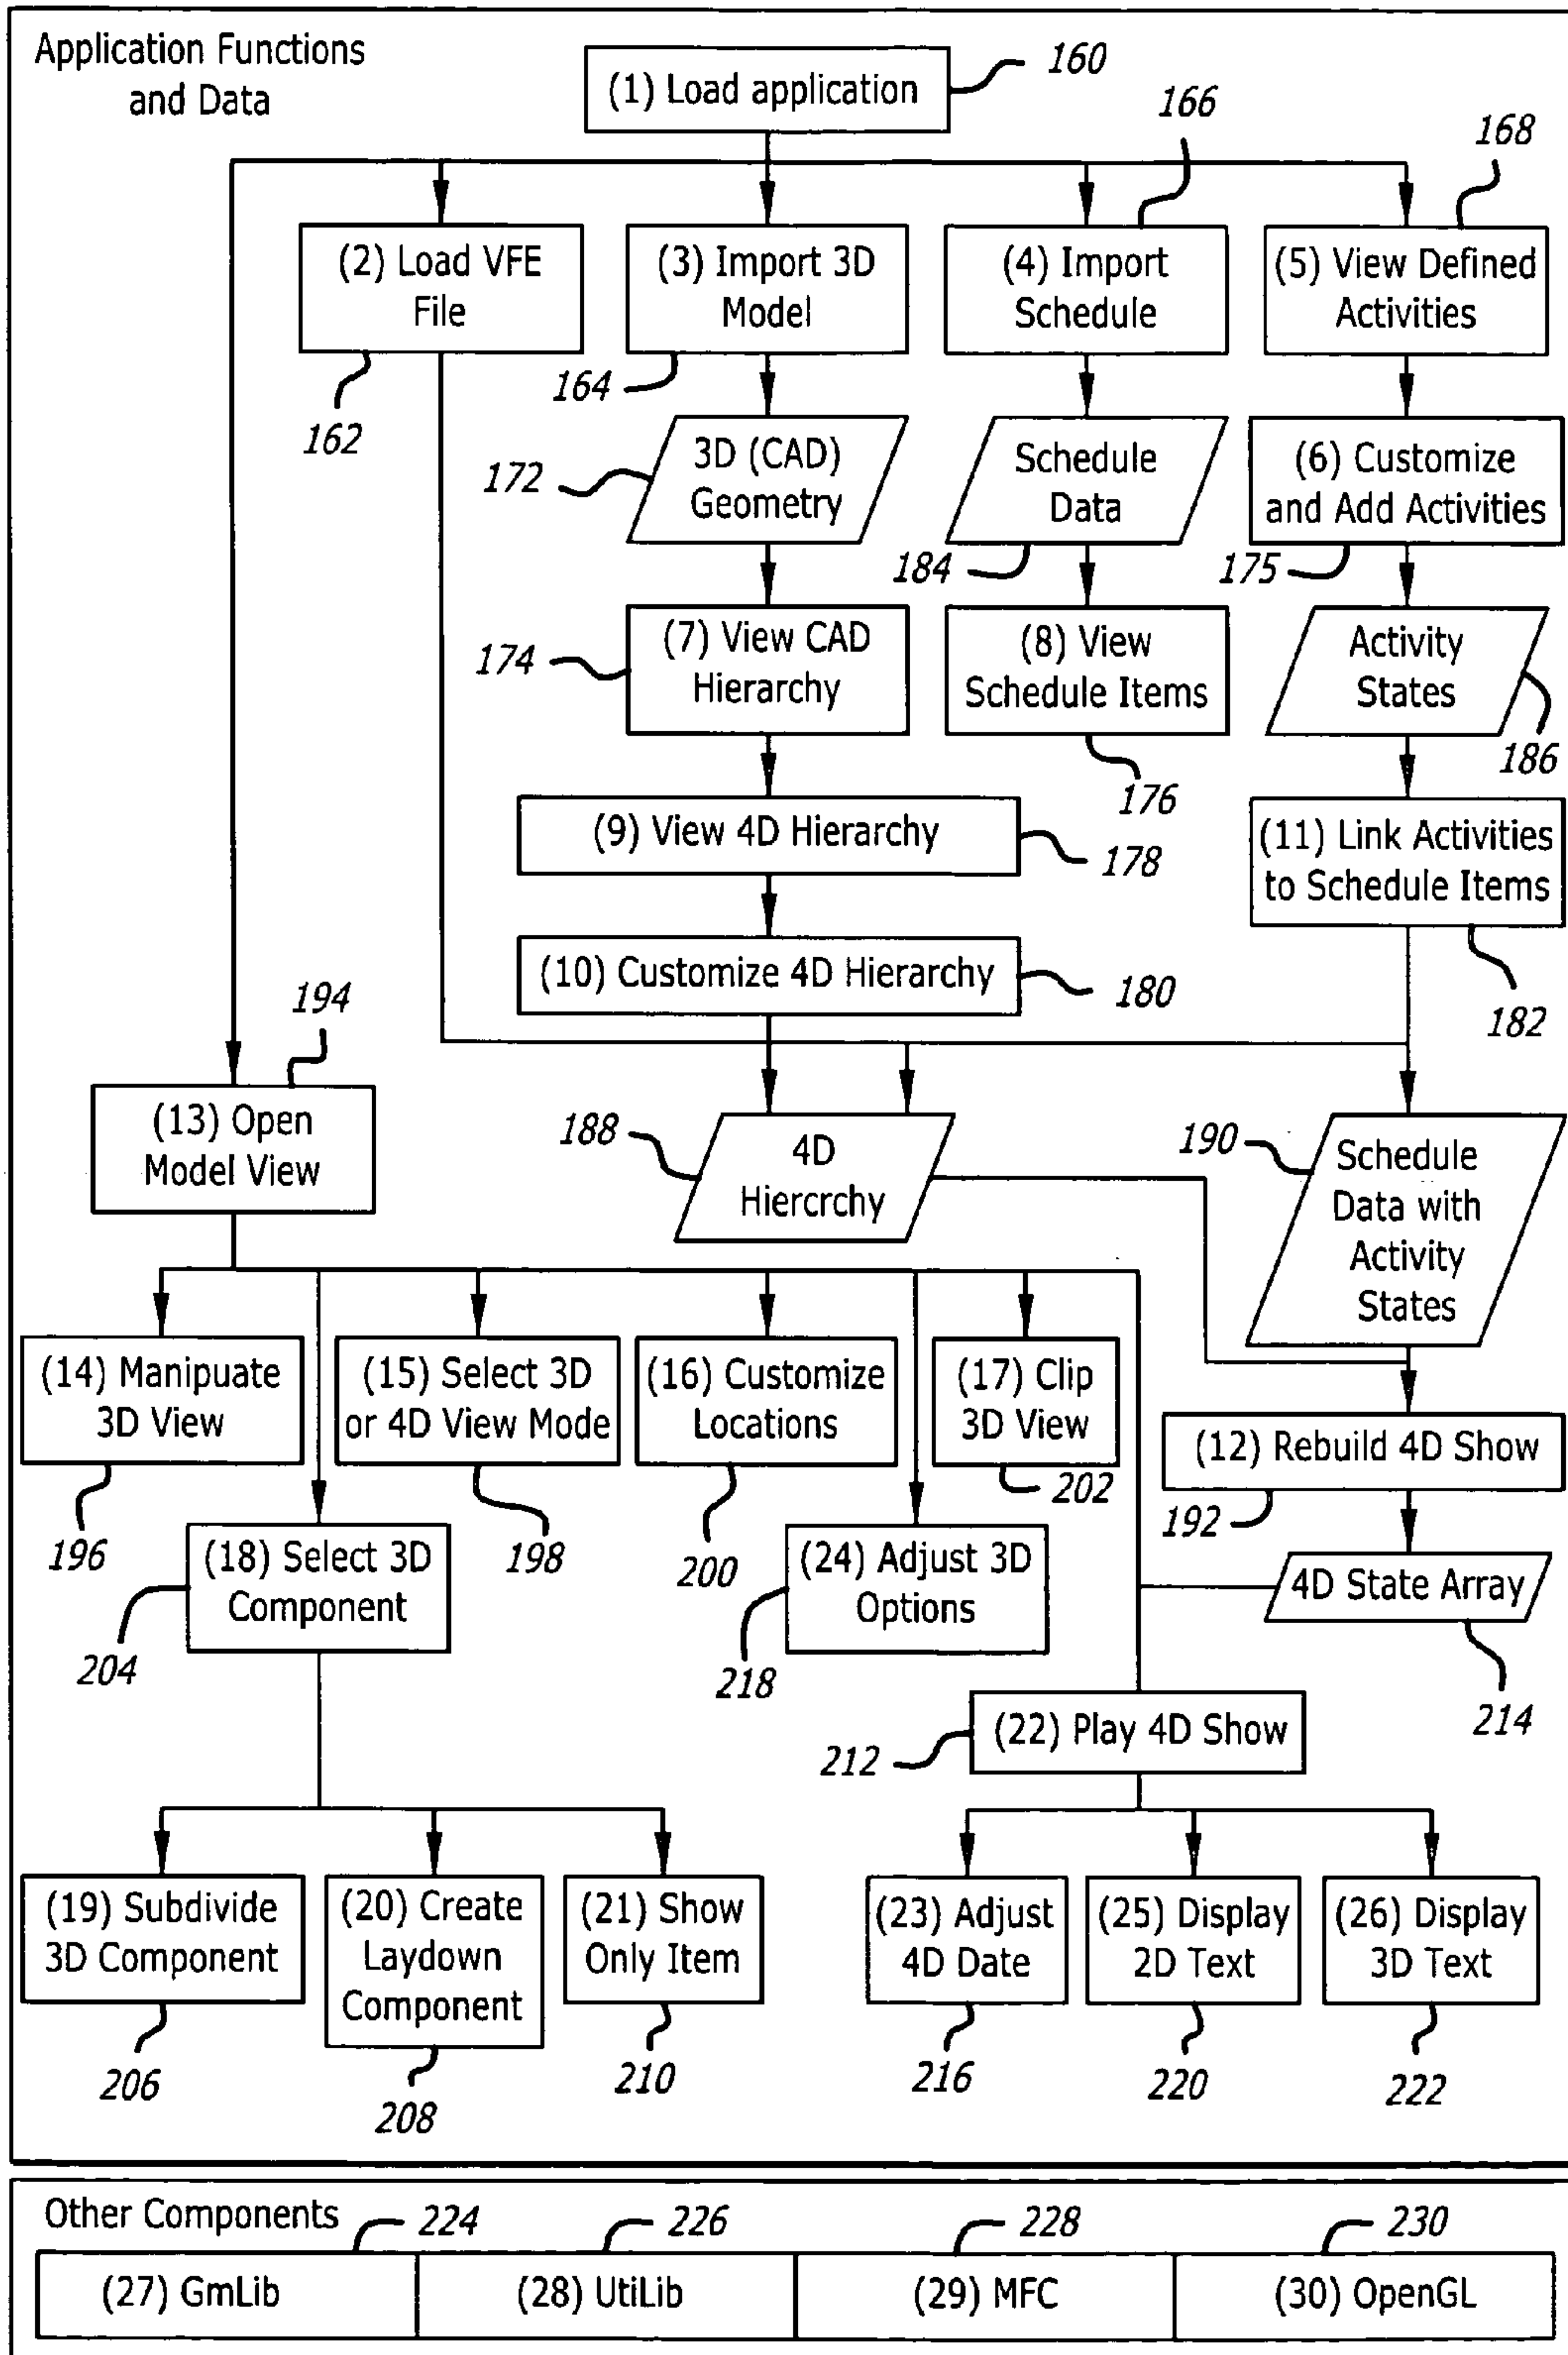 Application Functions
and Data
(1) Load application
160
166
168
(2) Load VFE
File
(3) Import 3D
Model
(4) Import
Schedule
(5) View Defined
Activities
162
164
172
3D (CAD)
Geometry
Schedule
Data
(6) Customize
and Add Activities
184
175
174
(7) View CAD
Hierarchy
(8) View
Schedule Items
Activity
States
186
176
(9) View 4D Hierarchy
178
(11) Link Activities
to Schedule Items
(10) Customize 4D Hierarchy
180
182
194
(13) Open
Model View
188
4D
Hiercrchy
190
Schedule
Data with
Activity
States
(14) Manipuate
3D View
(15) Select 3D
or 4D View Mode
(16) Customize
Locations
(17) Clip
3D View
(12) Rebuild 4D Show
196
198
200
202
192
(18) Select 3D
Component
204
(24) Adjust 3D
Options
218
4D State Array
214
(22) Play 4D Show
212
(19) Subdivide
3D Component
(20) Create
Laydown
Component
(21) Show
Only Item
(23) Adjust
4D Date
(25) Display
2D Text
(26) Display
3D Text
206
208
210
216
220
222
Other Components
224
226
228
230
(27) GmLib
(28) UtiLib
(29) MFC
(30) OpenGL